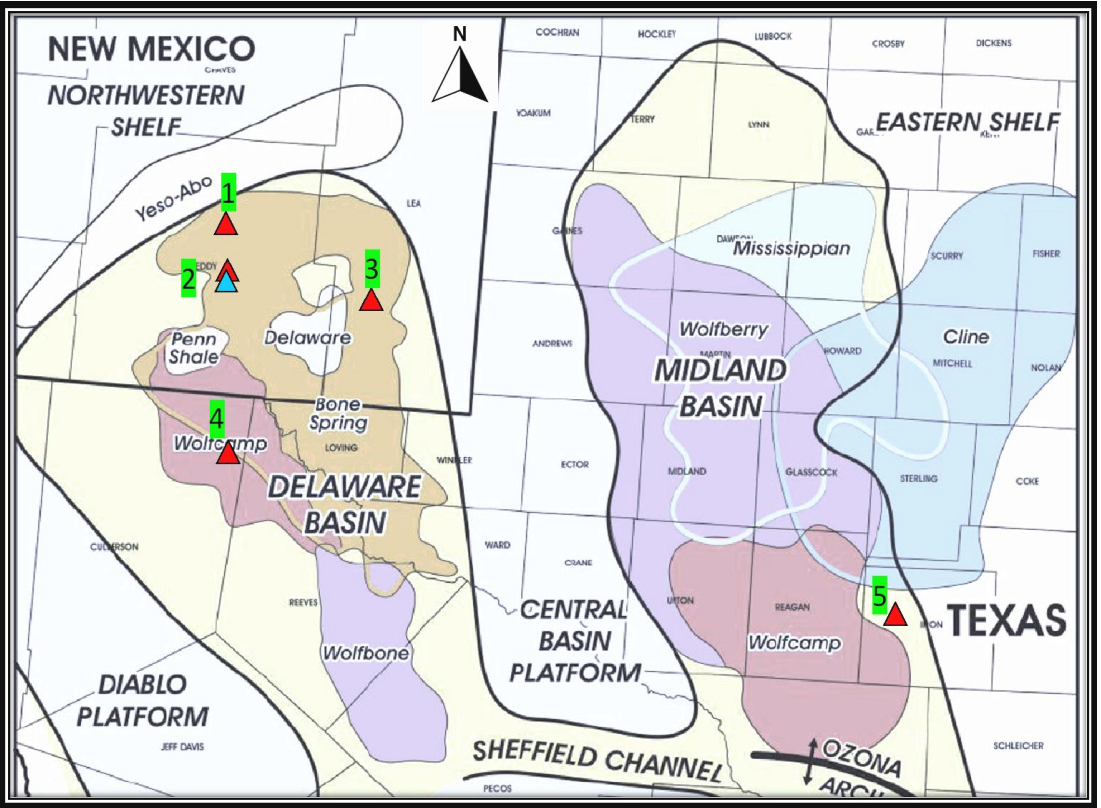 NEW MEXICO
CHAVES
NORTHWESTERN
SHELF
N
COCHRAN
HOCKLEY
LUBBOCK
CROSBY
DICKENS
YOAKUM
TERRY
LYNN
EASTERN SHELF
Yeso-Abo
1
LEA
EDDY
2
3
GAINES
DAWSON
Mississippian
SCURRY
FISHER
Penn
Shale
Delaware
ANDREWS
Wolfberry
MARTIN
MIDLAND
BASIN
HOWARD
Cline
MITCHELL
NOLAN
4
Wolfcamp
Bone
Spring
LOVING
WINKLER
DELAWARE
BASIN
ECTOR
MIDLAND
GLASSCOCK
STERLING
COKE
CULBERSON
WARD
CRANE
REEVES
CENTRAL
BASIN
PLATFORM
UPTON
REAGAN
5
IRION
TEXAS
Wolfbone
Wolfcamp
DIABLO
PLATFORM
JEFF DAVIS
SHEFFIELD CHANNEL
PECOS
OZONA
ARCH
SCHLEICHER